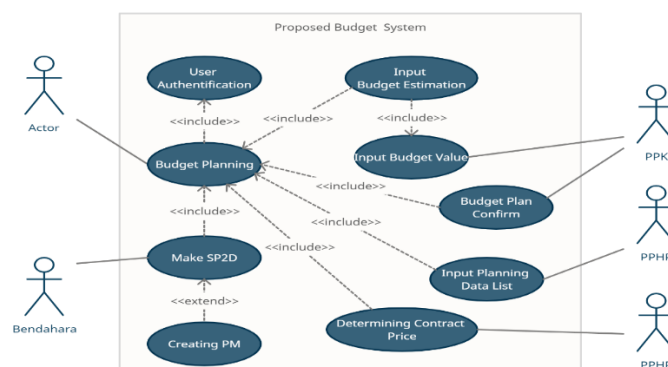 Proposed Budget System
User
Authentification
Input
Budget Estimation
<<include>>
<<include>>
<<include>>
Actor
Budget Planning
Input Budget Value
PPK
<<include>>
Budget Plan
Confirm
<<include>>
<<include>>
<<include>>
Make SP2D
Input Planning
Data List
PPHP
Bendahara
<<extend>>
Determining Contract
Price
Creating PM
PPHP